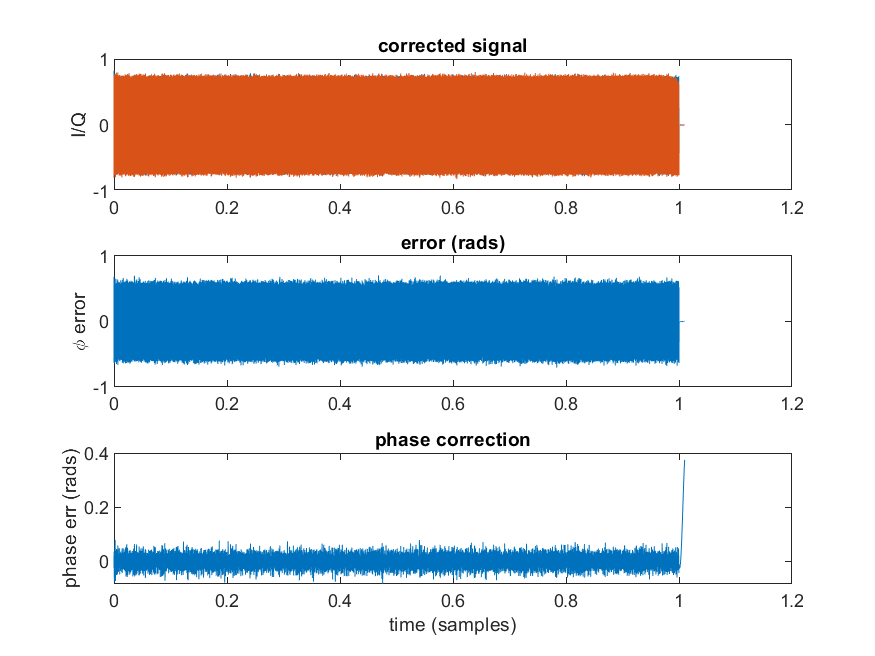 corrected signal
1
0
-1
I/Q
0 0.2 0.4 0.6 0.8 1 1.2
error (rads)
1
0
-1
ϕ error
0 0.2 0.4 0.6 0.8 1 1.2
phase correction
0.4
0.2
0
phase err (rads)
0 0.2 0.4 0.6 0.8 1 1.2
time (samples)